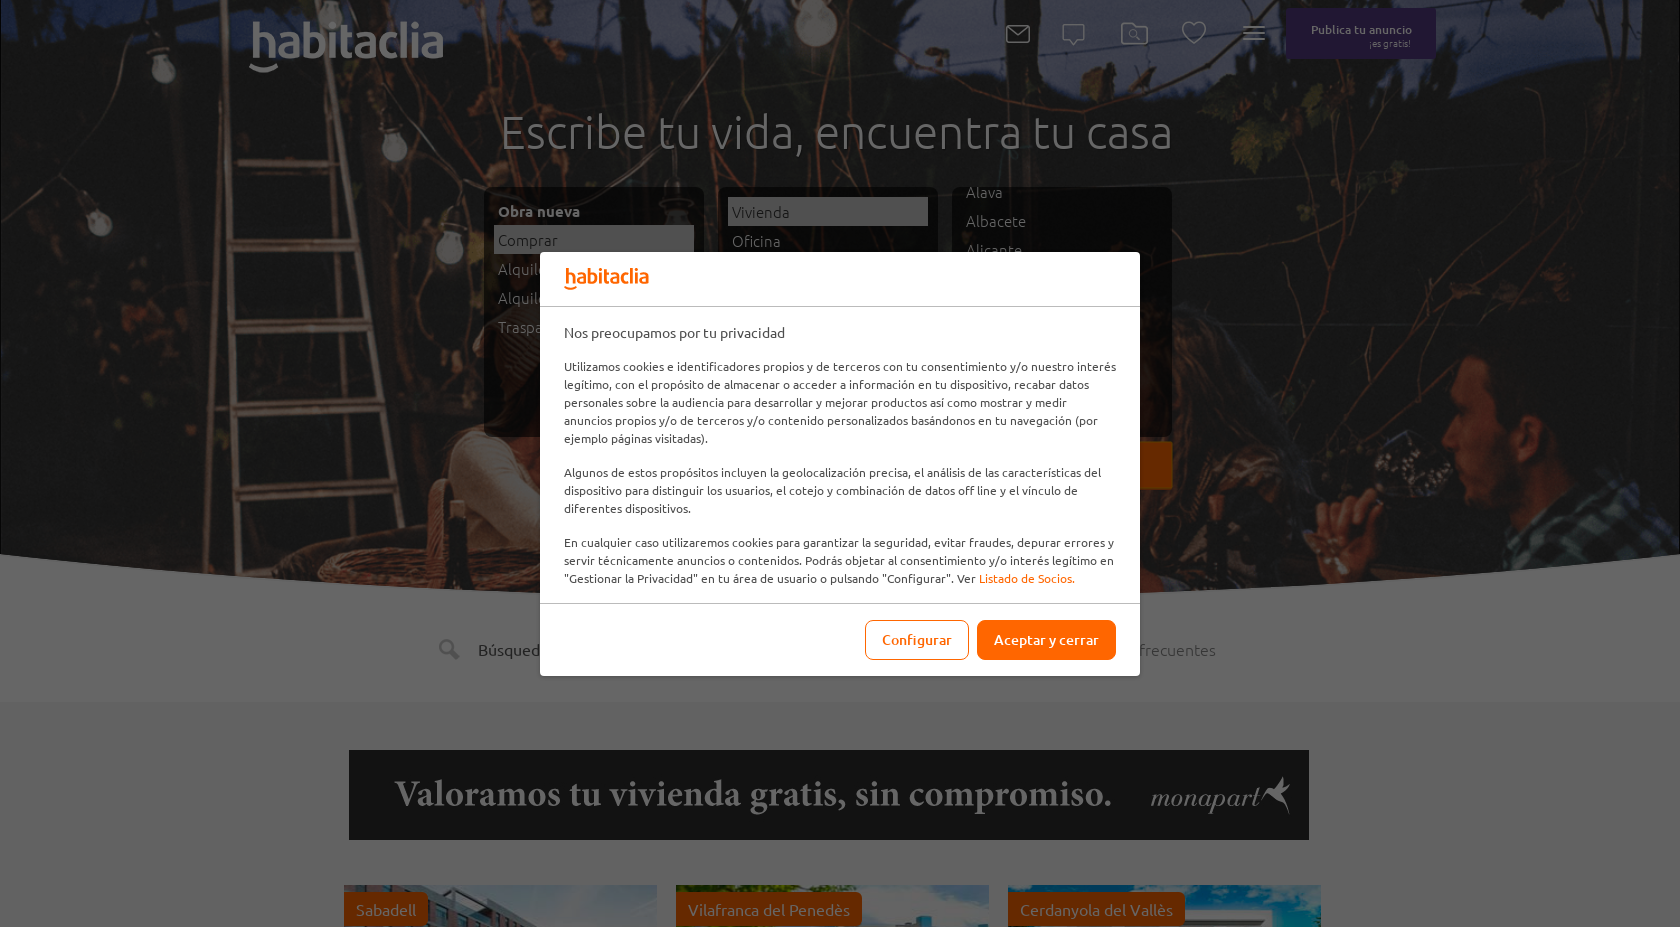 habitaclia
Publica tu anuncio
¡es gratis!
Escribe tu vida, encuentra tu casa
Obra nueva
Comprar
Vivienda
Oficina
Alava
Albacete
Alicante
habitaclia
Nos preocupamos por tu privacidad
Utilizamos cookies e identificadores propios y de terceros con tu consentimiento y/o nuestro interés
legítimo, con el propósito de almacenar o acceder a información en tu dispositivo, recabar datos
personales sobre la audiencia para desarrollar y mejorar productos así como mostrar y medir
anuncios propios y/o de terceros y/o contenido personalizados basándonos en tu navegación (por
ejemplo páginas visitadas).
Algunos de estos propósitos incluyen la geolocalización precisa, el análisis de las características del
dispositivo para distinguir los usuarios, el cotejo y combinación de datos off line y el vínculo de
diferentes dispositivos.
En cualquier caso utilizaremos cookies para garantizar la seguridad, evitar fraudes, depurar errores y
servir técnicamente anuncios o contenidos. Podrás objetar al consentimiento y/o interés legítimo en
"Gestionar la Privacidad" en tu área de usuario o pulsando "Configurar". Ver Listado de Socios.
Configurar
Aceptar y cerrar
frecuentes
Valoramos tu vivienda gratis, sin compromiso.
monapart
Sabadell
Vilafranca del Penedès
Cerdanyola del Vallès